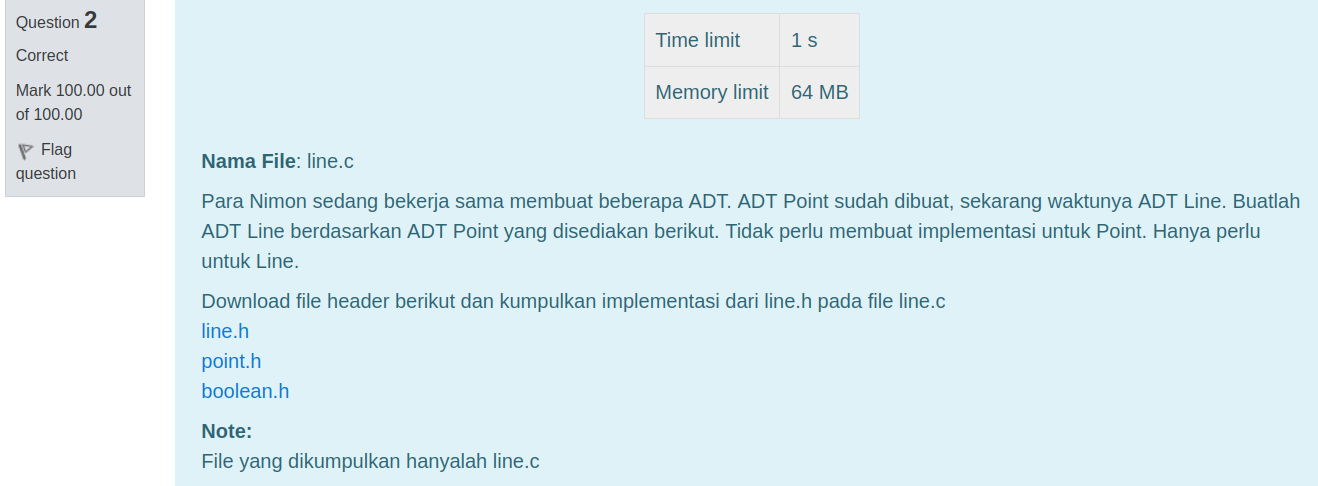 Question 2
Correct
Mark 100.00 out
of 100.00
Flag
question
Time limit 1 s
Memory limit 64 MB
Nama File: line.c
Para Nimon sedang bekerja sama membuat beberapa ADT. ADT Point sudah dibuat, sekarang waktunya ADT Line. Buatlah
ADT Line berdasarkan ADT Point yang disediakan berikut. Tidak perlu membuat implementasi untuk Point. Hanya perlu
untuk Line.
Download file header berikut dan kumpulkan implementasi dari line.h pada file line.c
line.h
point.h
boolean.h
Note:
File yang dikumpulkan hanyalah line.c